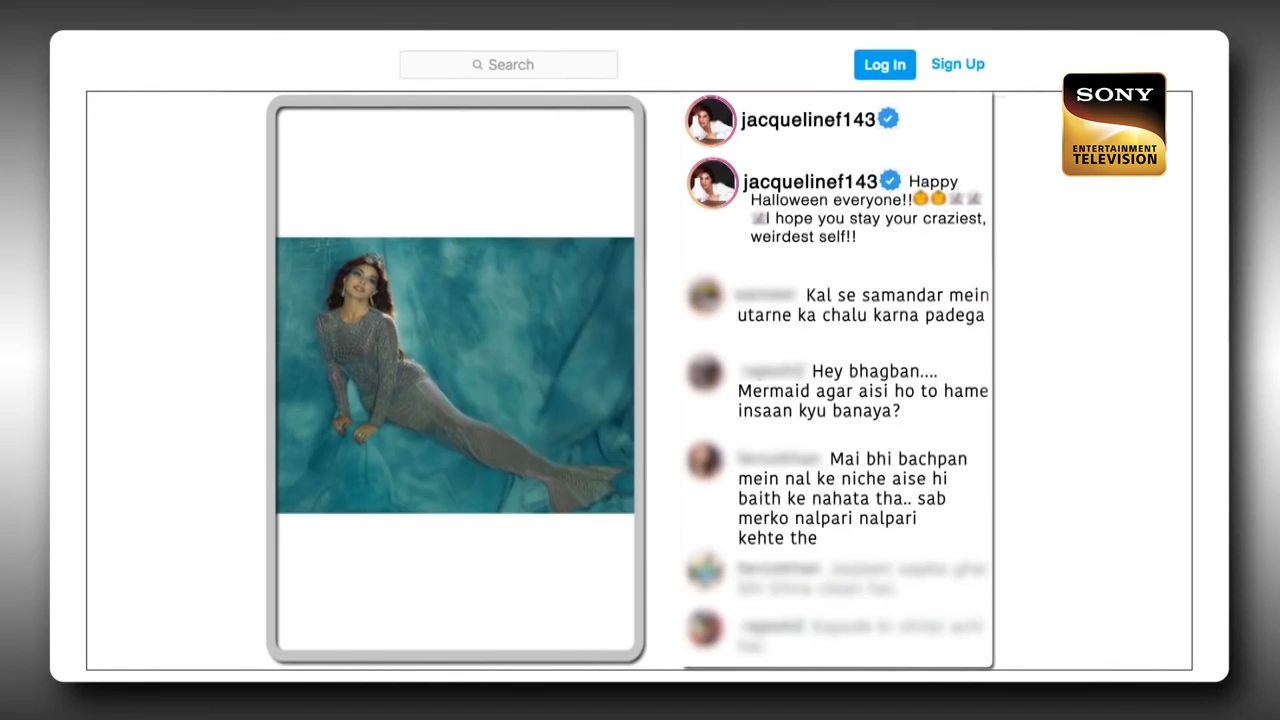 Search
Log In
Sign Up
SONY
ENTERTAINMENT
TELEVISION
jacquelinef143
jacquelinef143 Happy
Halloween everyone!!🎃🎃🕸🕸
🕸I hope you stay your craziest,
weirdest self!!
Kal se samandar mein
utarne ka chalu karna padega
Hey bhagban....
Mermaid agar aisi ho to hame
insaan kyu banaya?
Mai bhi bachpan
mein nal ke niche aise hi
baith ke nahata tha.. sab
merko nalpari nalpari
kehte the